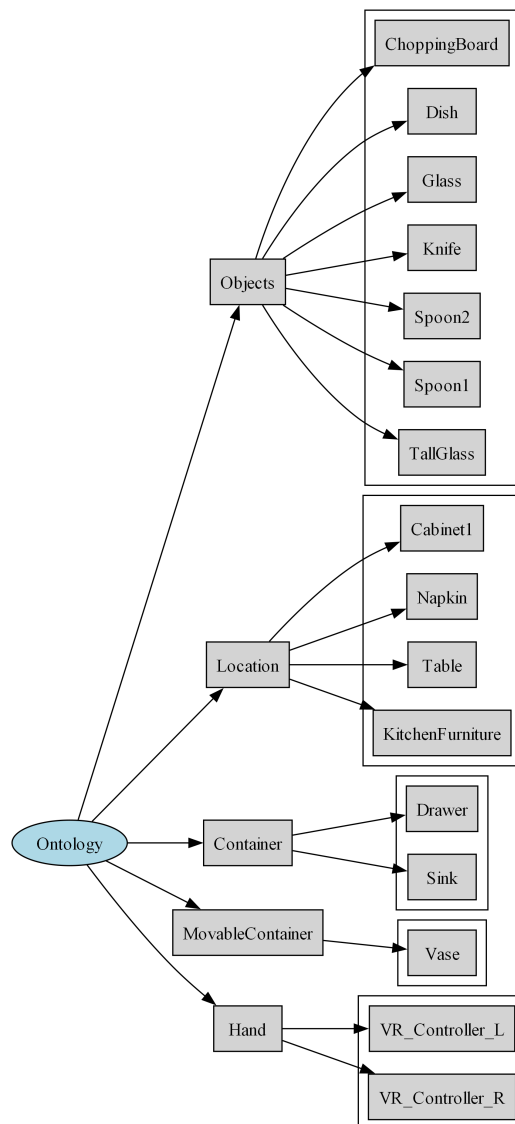 ChoppingBoard
Dish
Glass
Knife
Objects
Spoon2
Spoon1
TallGlass
Cabinet1
Napkin
Location
Table
KitchenFurniture
Drawer
Ontology
Container
Sink
MovableContainer
Vase
Hand
VR_Controller_L
VR_Controller_R